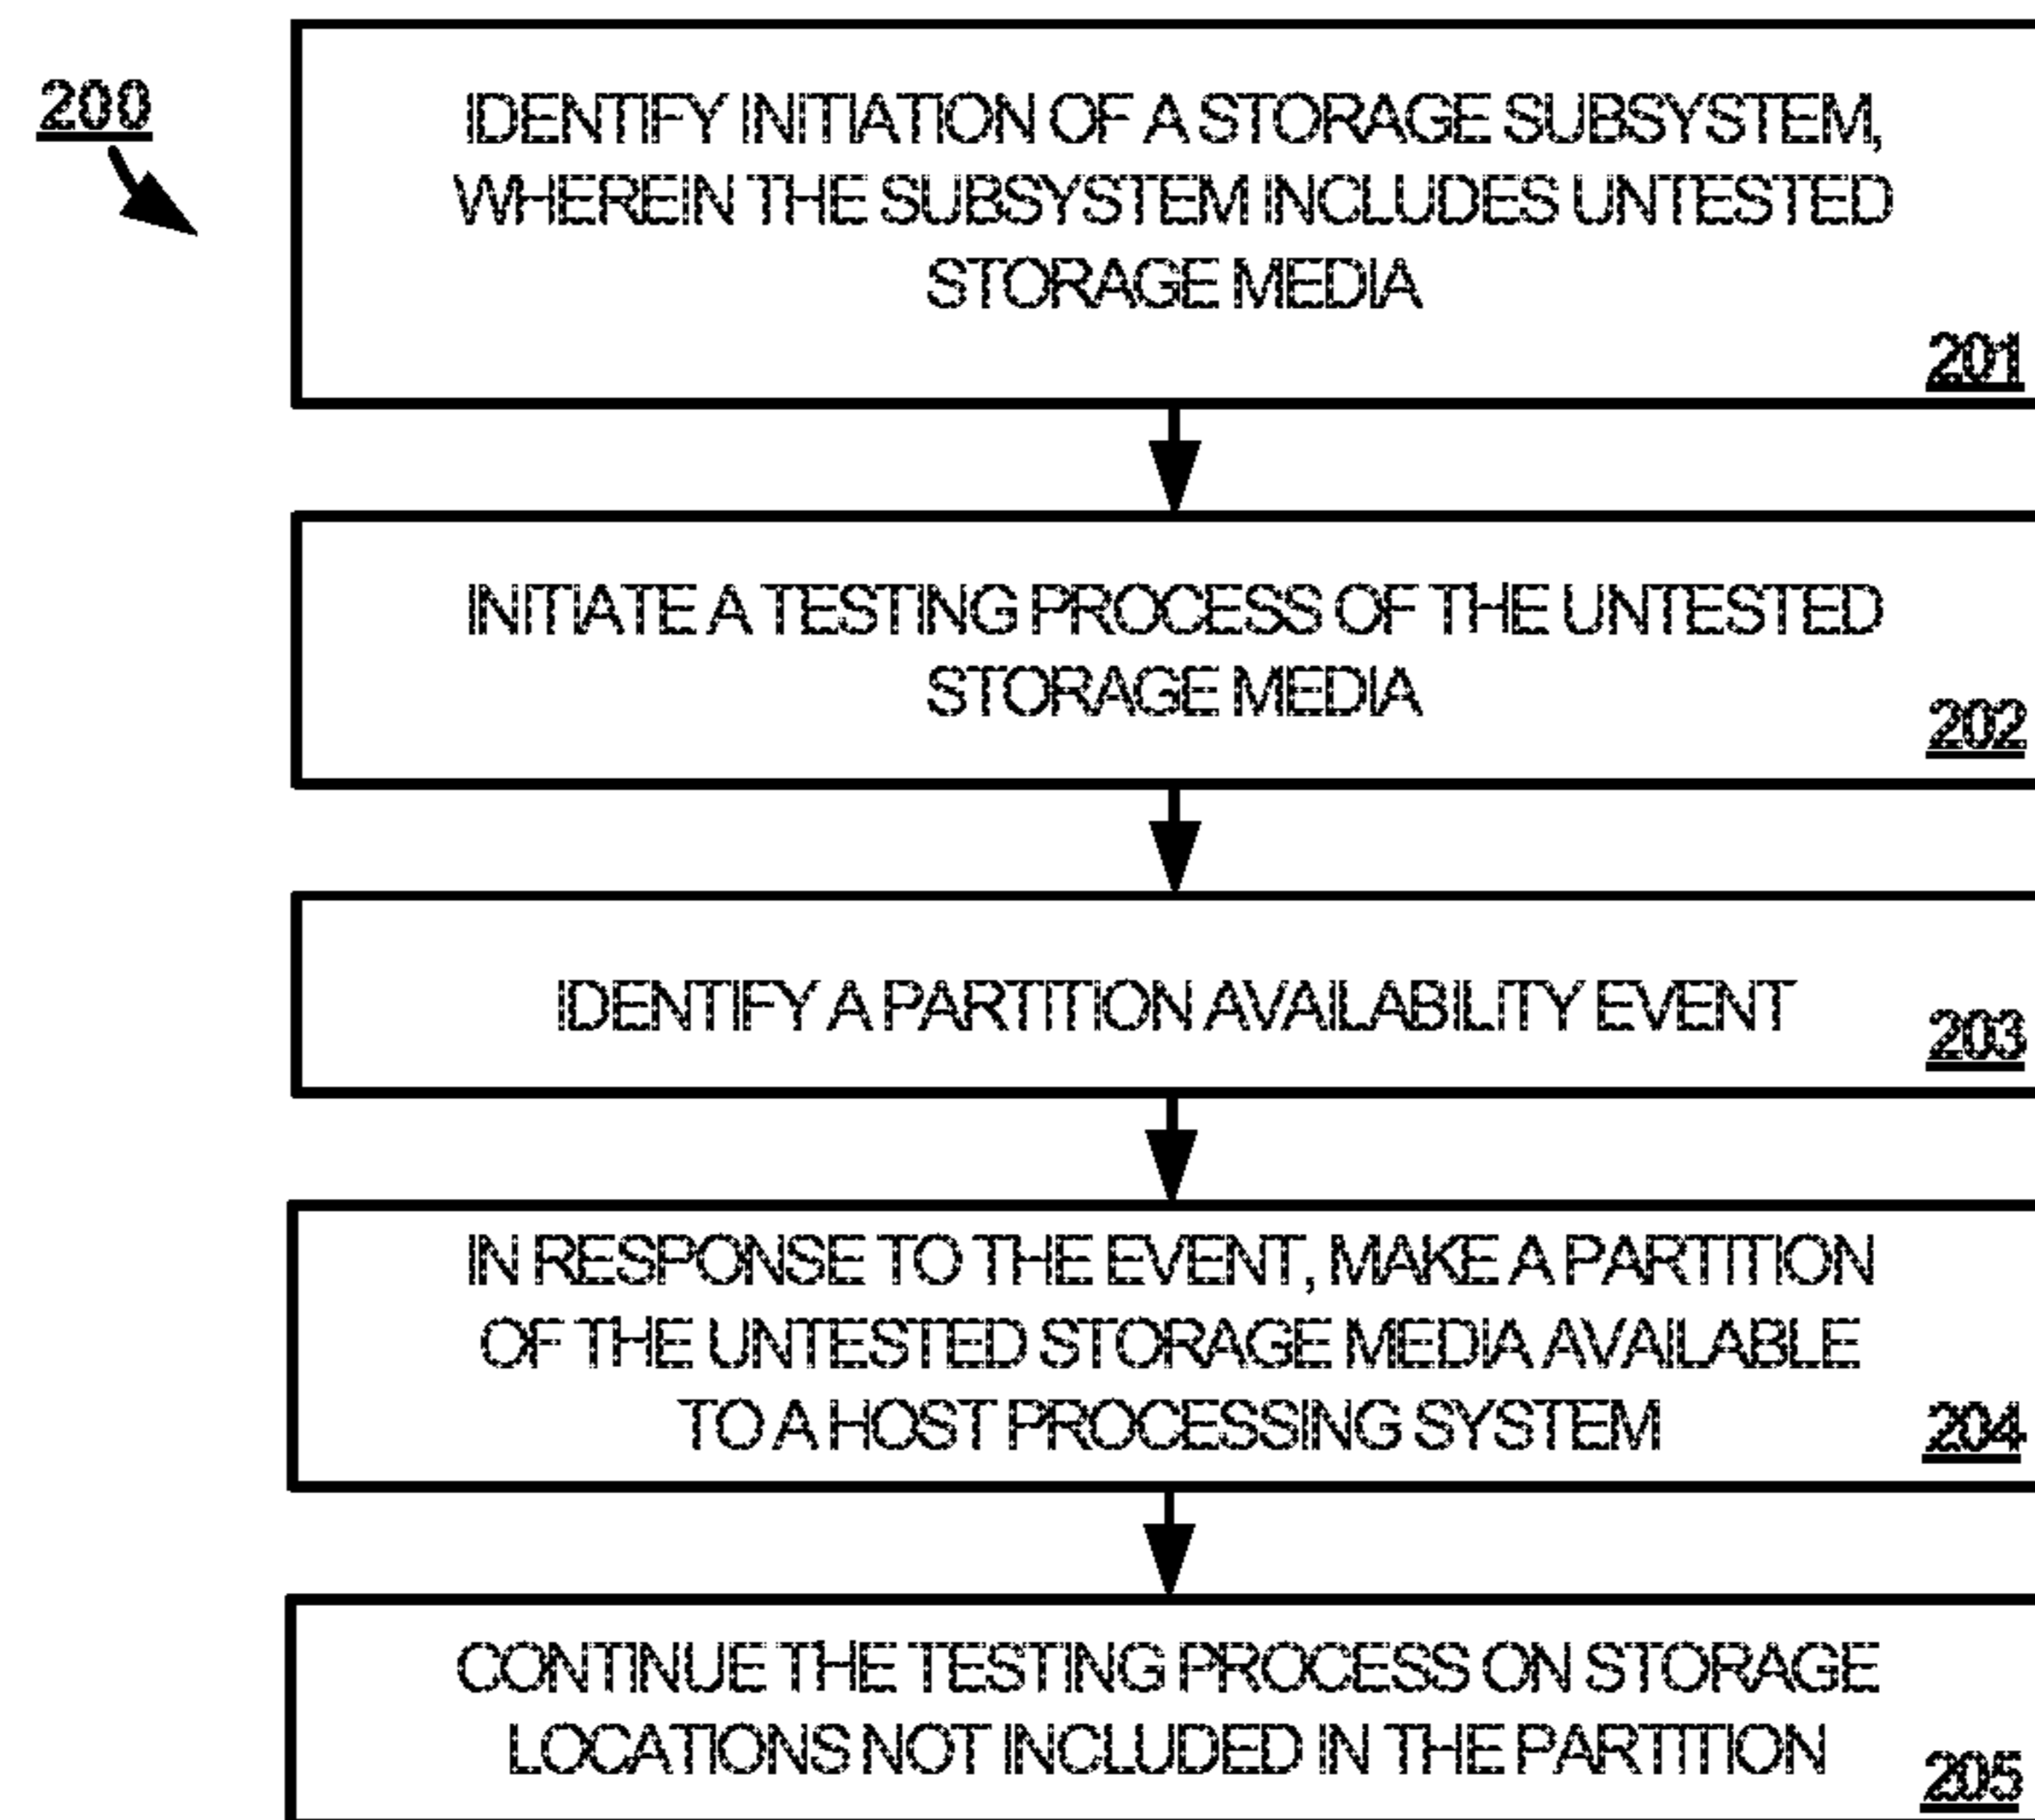 200
IDENTIFY INITIATION OF A STORAGE SUBSYSTEM,
WHEREIN THE SUBSYSTEM INCLUDES UNTESTED
STORAGE MEDIA
201
INITIATE A TESTING PROCESS OF THE UNTESTED
STORAGE MEDIA
202
IDENTIFY A PARTITION AVAILABILITY EVENT
203
IN RESPONSE TO THE EVENT, MAKE A PARTITION
OF THE UNTESTED STORAGE MEDIA AVAILABLE
TO A HOST PROCESSING SYSTEM
204
CONTINUE THE TESTING PROCESS ON STORAGE
LOCATIONS NOT INCLUDED IN THE PARTITION
205